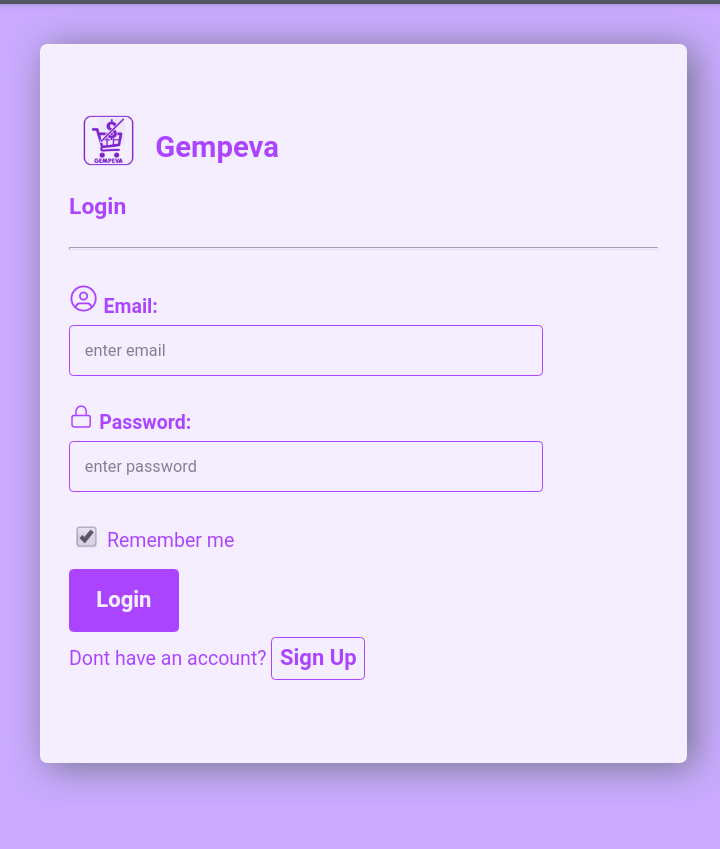 GEMPEVA
Gempeva
Login
Email:
enter email
Password:
enter password
Remember me
Login
Dont have an account? Sign Up